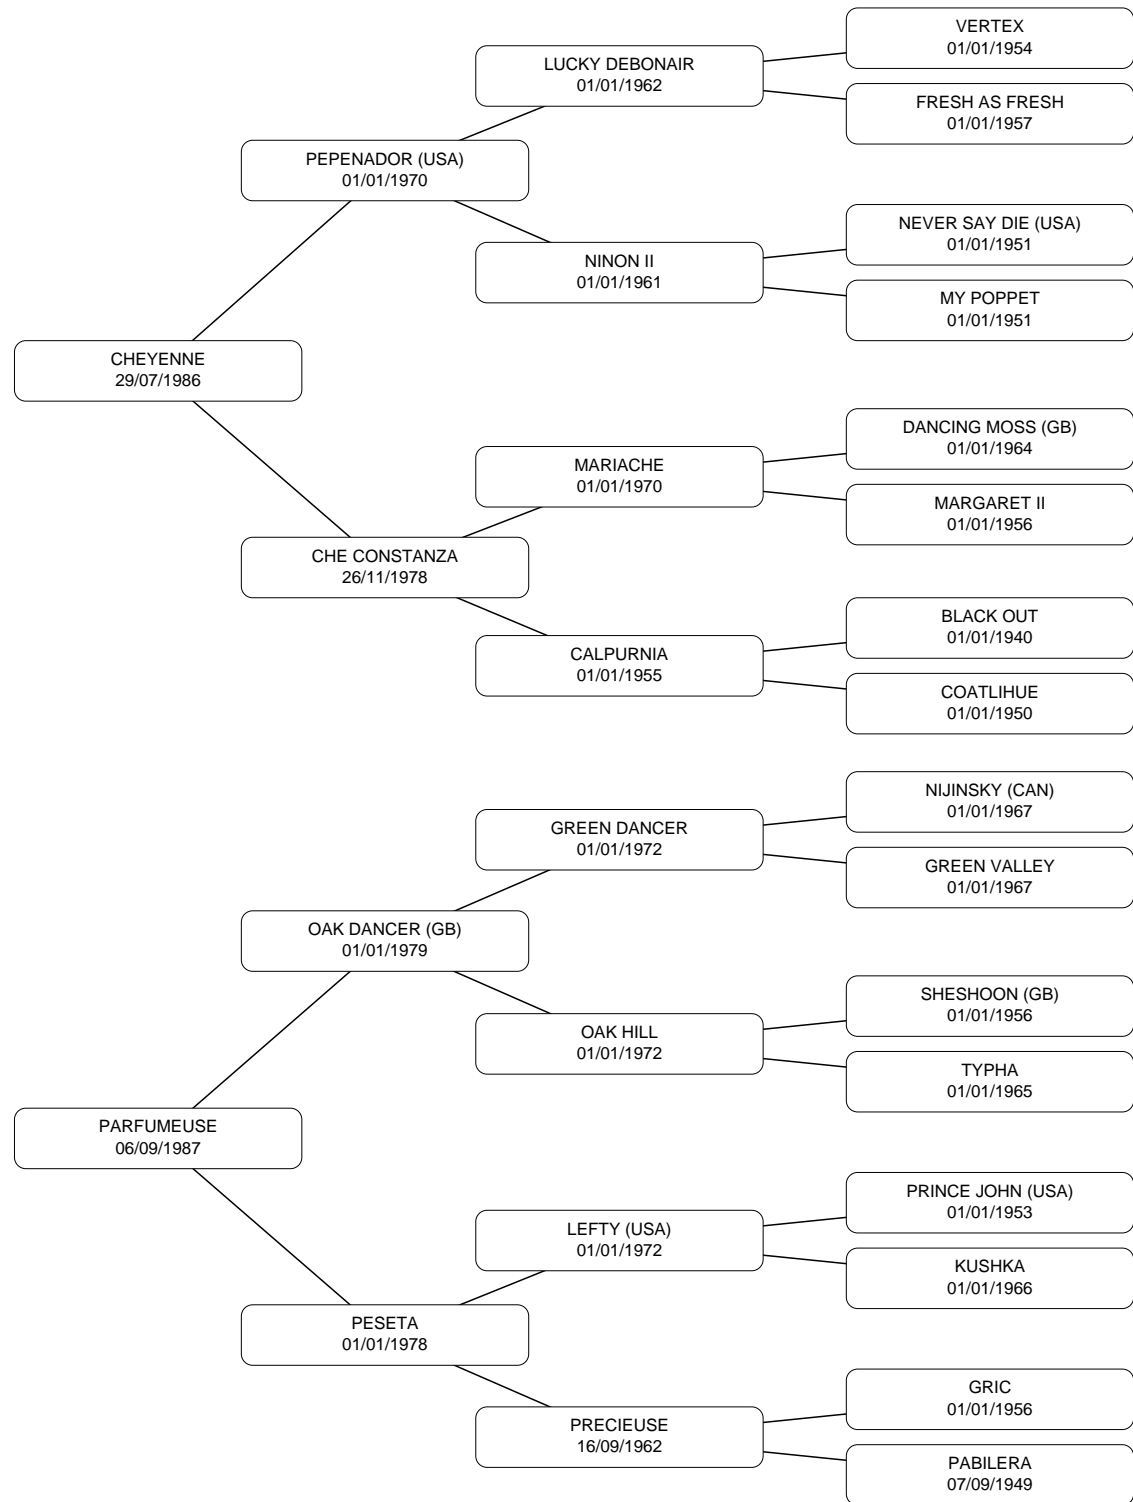 VERTEX
01/01/1954
LUCKY DEBONAIR
01/01/1962
FRESH AS FRESH
01/01/1957
PEPENADOR (USA)
01/01/1970
NEVER SAY DIE (USA)
01/01/1951
NINON II
01/01/1961
MY POPPET
01/01/1951
CHEYENNE
29/07/1986
DANCING MOSS (GB)
01/01/1964
MARIACHE
01/01/1970
MARGARET II
01/01/1956
CHE CONSTANZA
26/11/1978
BLACK OUT
01/01/1940
CALPURNIA
01/01/1955
COATLIHUE
01/01/1950
NIJINSKY (CAN)
01/01/1967
GREEN DANCER
01/01/1972
GREEN VALLEY
01/01/1967
OAK DANCER (GB)
01/01/1979
SHESHOON (GB)
01/01/1956
OAK HILL
01/01/1972
TYPHA
01/01/1965
PARFUMEUSE
06/09/1987
PRINCE JOHN (USA)
01/01/1953
LEFTY (USA)
01/01/1972
KUSHKA
01/01/1966
PESETA
01/01/1978
GRIC
01/01/1956
PRECIEUSE
16/09/1962
PABILERA
07/09/1949